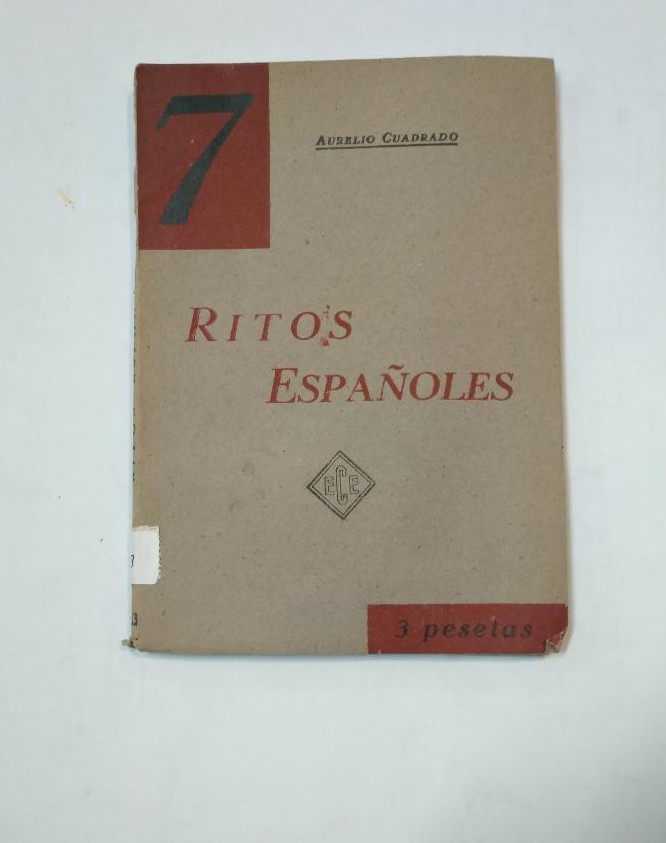 7
AURELIO CUADRADO
RITOS
ESPAÑOLES
ECE
3 pesetas